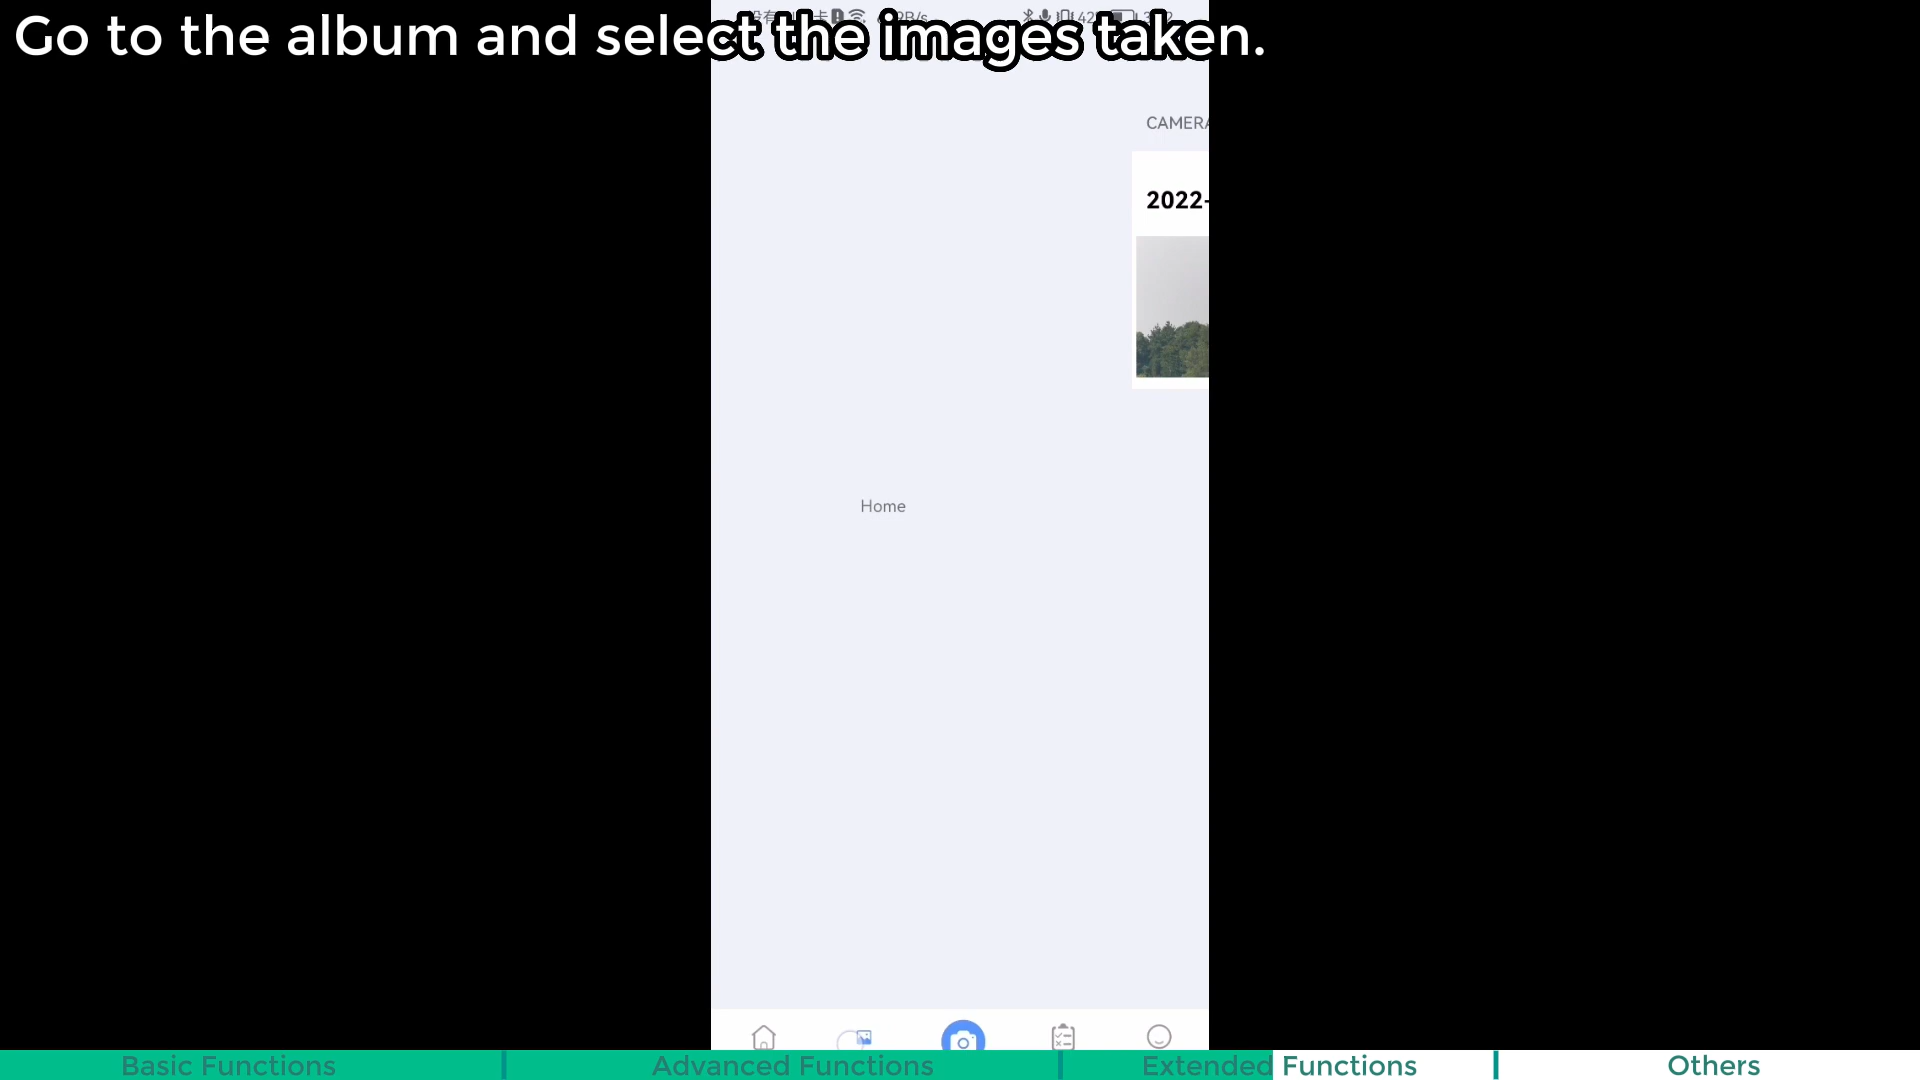 Go to the album and select the images taken.
CAMERA
2022-
Home
Basic Functions
Advanced Functions
Extended Functions
Others